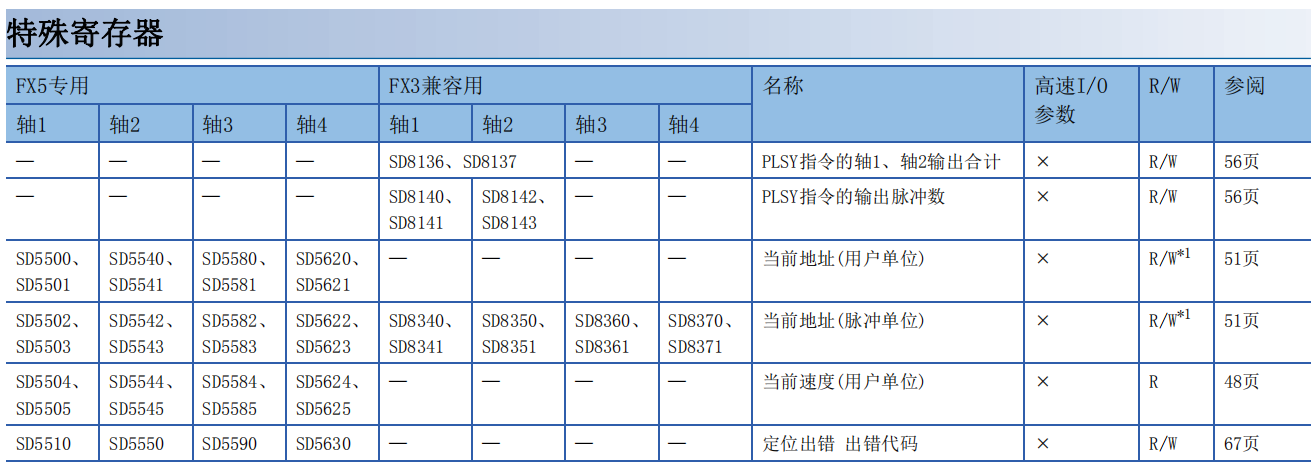 特殊寄存器
FX5专用 FX3兼容用 名称 高速I/O参数 R/W 参阅
轴1 轴2 轴3 轴4 轴1 轴2 轴3 轴4
— — — — SD8136、SD8137 — — PLSY指令的轴1、轴2输出合计 × R/W 56页
— — — — SD8140、SD8141 SD8142、SD8143 — — PLSY指令的输出脉冲数 × R/W 56页
SD5500、SD5501 SD5540、SD5541 SD5580、SD5581 SD5620、SD5621 — — — — 当前地址(用户单位) × R/W*1 51页
SD5502、SD5503 SD5542、SD5543 SD5582、SD5583 SD5622、SD5623 SD8340、SD8341 SD8350、SD8351 SD8360、SD8361 SD8370、SD8371 当前地址(脉冲单位) × R/W*1 51页
SD5504、SD5505 SD5544、SD5545 SD5584、SD5585 SD5624、SD5625 — — — — 当前速度(用户单位) × R 48页
SD5510 SD5550 SD5590 SD5630 — — — — 定位出错 出错代码 × R/W 67页